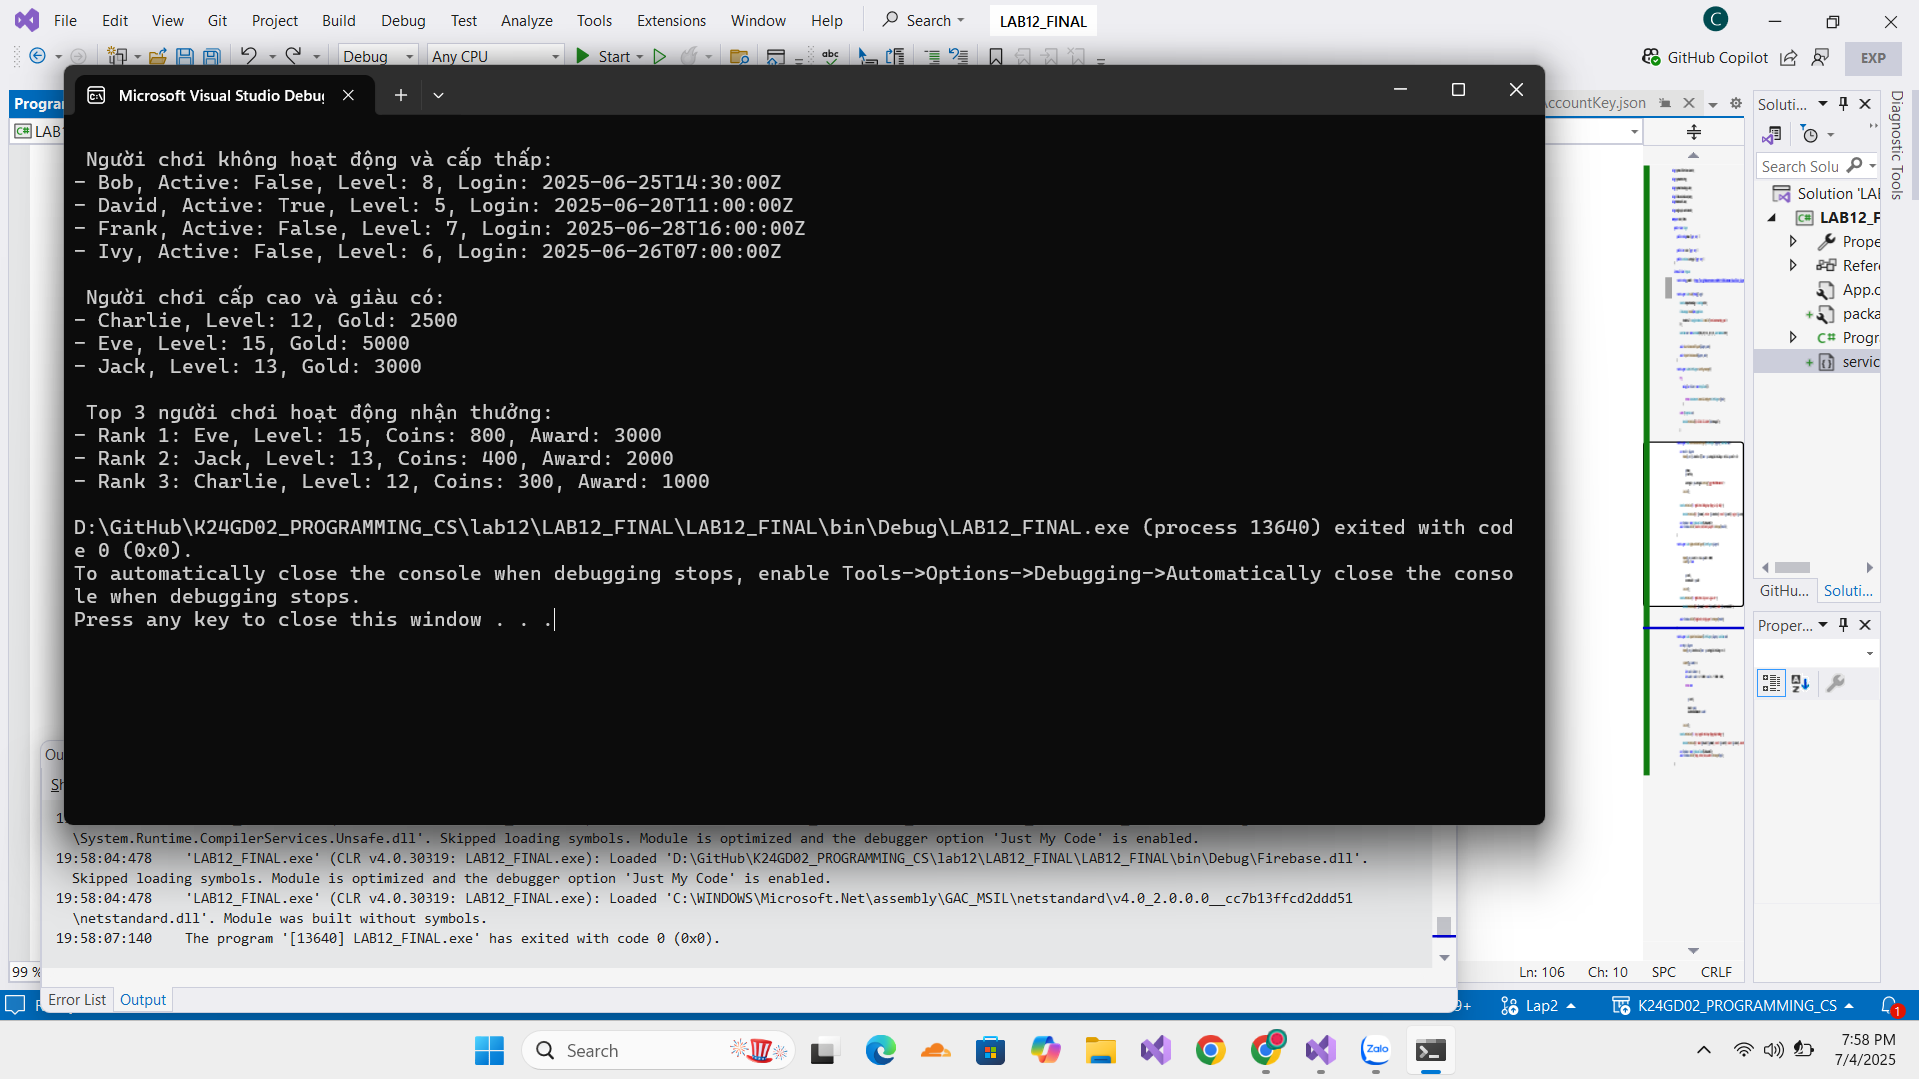 File Edit View Git Project Build Debug Test Analyze Tools Extensions Window Help Search LAB12_FINAL C
Debug Any CPU Start abc GitHub Copilot EXP
Microsoft Visual Studio Debu
Progra
AccountKey.json
Soluti...
LAB
Search Solu
Solution 'LA
LAB12_F
Prope
Refere
App.c
packa
C# Progr
servic
Diagnostic Tools
Người chơi không hoạt động và cấp thấp:
- Bob, Active: False, Level: 8, Login: 2025-06-25T14:30:00Z
- David, Active: True, Level: 5, Login: 2025-06-20T11:00:00Z
- Frank, Active: False, Level: 7, Login: 2025-06-28T16:00:00Z
- Ivy, Active: False, Level: 6, Login: 2025-06-26T07:00:00Z
Người chơi cấp cao và giàu có:
- Charlie, Level: 12, Gold: 2500
- Eve, Level: 15, Gold: 5000
- Jack, Level: 13, Gold: 3000
Top 3 người chơi hoạt động nhận thưởng:
- Rank 1: Eve, Level: 15, Coins: 800, Award: 3000
- Rank 2: Jack, Level: 13, Coins: 400, Award: 2000
- Rank 3: Charlie, Level: 12, Coins: 300, Award: 1000
D:\GitHub\K24GD02_PROGRAMMING_CS\lab12\LAB12_FINAL\LAB12_FINAL\bin\Debug\LAB12_FINAL.exe (process 13640) exited with cod
e 0 (0x0).
To automatically close the console when debugging stops, enable Tools->Options->Debugging->Automatically close the conso
le when debugging stops.
Press any key to close this window . . .
GitHu... Soluti...
Proper...
Ou
Sh
\System.Runtime.CompilerServices.Unsafe.dll'. Skipped loading symbols. Module is optimized and the debugger option 'Just My Code' is enabled.
19:58:04:478 'LAB12_FINAL.exe' (CLR v4.0.30319: LAB12_FINAL.exe): Loaded 'D:\GitHub\K24GD02_PROGRAMMING_CS\lab12\LAB12_FINAL\LAB12_FINAL\bin\Debug\Firebase.dll'.
Skipped loading symbols. Module is optimized and the debugger option 'Just My Code' is enabled.
19:58:04:478 'LAB12_FINAL.exe' (CLR v4.0.30319: LAB12_FINAL.exe): Loaded 'C:\WINDOWS\Microsoft.Net\assembly\GAC_MSIL\netstandard\v4.0_2.0.0.0__cc7b13ffcd2ddd51
\netstandard.dll'. Module was built without symbols.
19:58:07:140 The program '[13640] LAB12_FINAL.exe' has exited with code 0 (0x0).
99 %
Ln: 106 Ch: 10 SPC CRLF
Error List Output
9+ Lap2 K24GD02_PROGRAMMING_CS 1
Search
Zalo
7:58 PM
7/4/2025